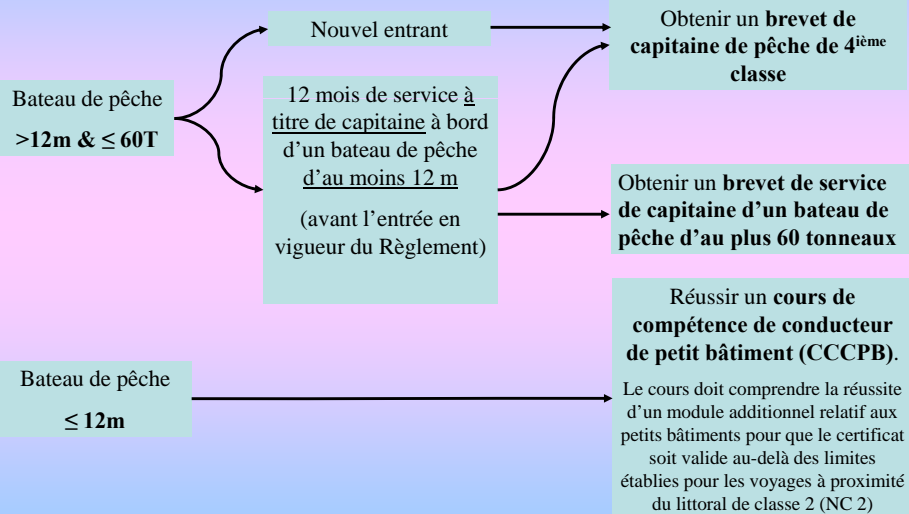 Nouvel entrant
Obtenir un brevet de
capitaine de pêche de 4ième
classe
Bateau de pêche
>12m & ≤ 60T
12 mois de service à
titre de capitaine à bord
d'un bateau de pêche
d'au moins 12 m
(avant l'entrée en
vigueur du Règlement)
Obtenir un brevet de service
de capitaine d'un bateau de
pêche d'au plus 60 tonneaux
Bateau de pêche
≤ 12m
Réussir un cours de
compétence de conducteur
de petit bâtiment (CCCPB).
Le cours doit comprendre la réussite
d'un module additionnel relatif aux
petits bâtiments pour que le certificat
soit valide au-delà des limites
établies pour les voyages à proximité
du littoral de classe 2 (NC 2)